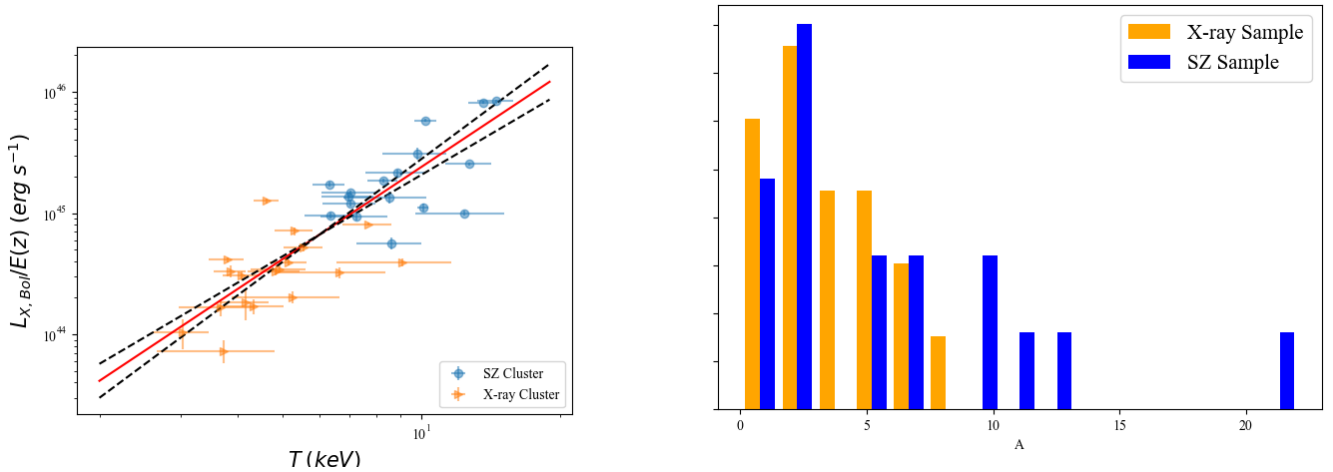 10^46
10^45
10^44
L_X, Bol/E(z) (erg s^−1)
SZ Cluster
X-ray Cluster
10^1
T (keV)
X-ray Sample
SZ Sample
0 5 10 15 20
A